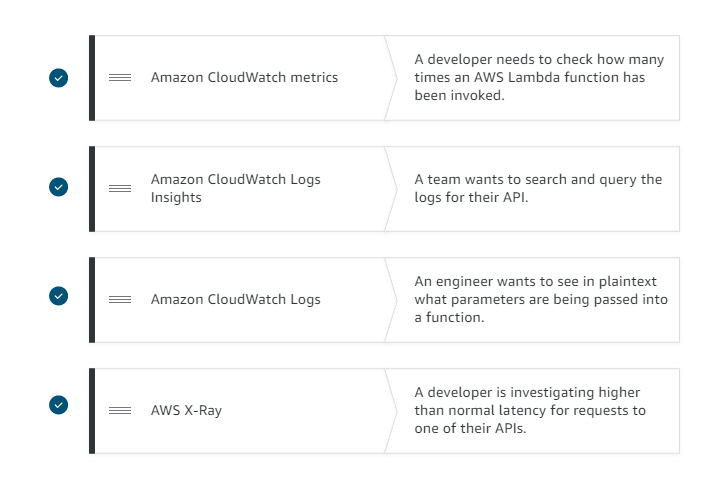 Amazon CloudWatch metrics
A developer needs to check how many
times an AWS Lambda function has
been invoked.
Amazon CloudWatch Logs
Insights
A team wants to search and query the
logs for their API.
Amazon CloudWatch Logs
An engineer wants to see in plaintext
what parameters are being passed into
a function.
AWS X-Ray
A developer is investigating higher
than normal latency for requests to
one of their APIs.